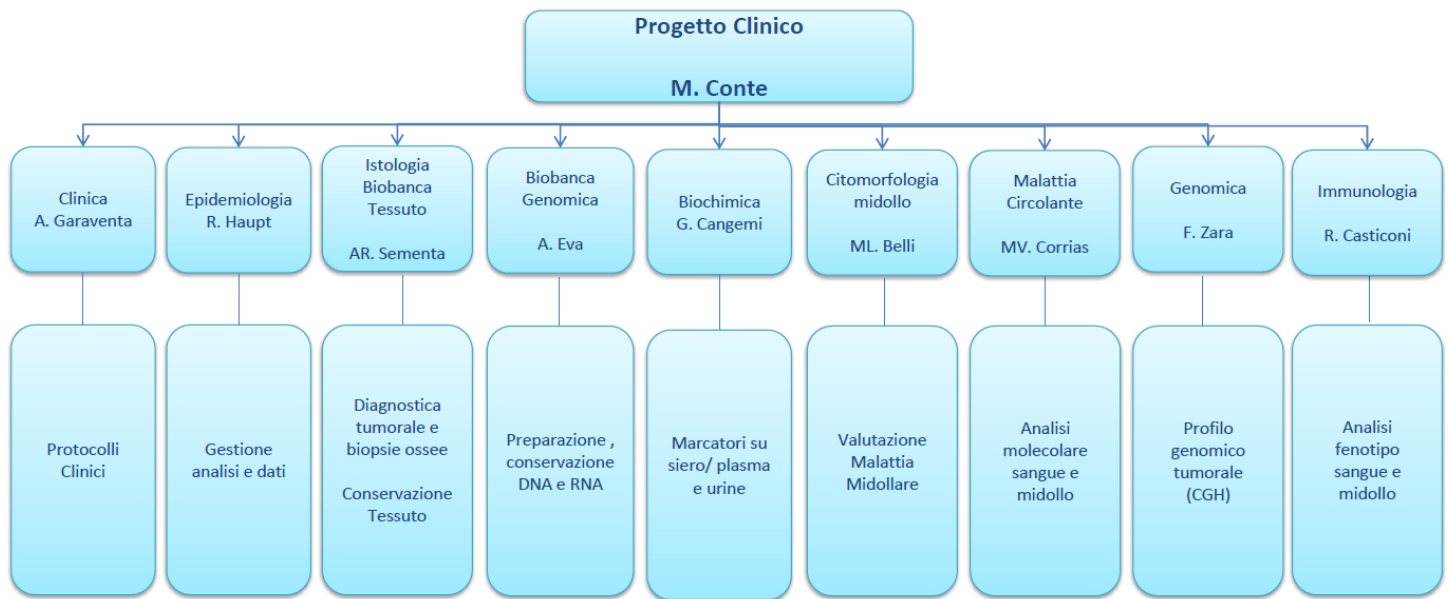 Progetto Clinico
M. Conte
Clinica
A. Garaventa
Epidemiologia
R. Haupt
Istologia
Biobanca
Tessuto
AR. Sementa
Biobanca
Genomica
A. Eva
Biochimica
G. Cangemi
Citomorfologia
midollo
ML. Belli
Malattia
Circolante
MV. Corrias
Genomica
F. Zara
Immunologia
R. Casticoni
Protocolli
Clinici
Gestione
analisi e dati
Diagnostica
tumorale e
biopsie ossee
Conservazione
Tessuto
Preparazione ,
conservazione
DNA e RNA
Marcatori su
siero/ plasma
e urine
Valutazione
Malattia
Midollare
Analisi
molecolare
sangue e
midollo
Profilo
genomico
tumorale
(CGH)
Analisi
fenotipo
sangue e
midollo